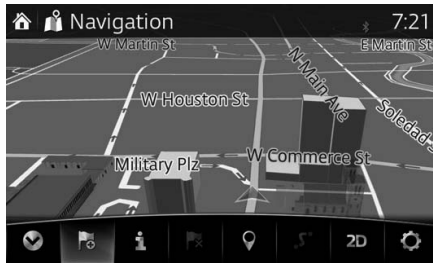 Navigation
7:21
W Martin St
E Martin St
N Main Ave
W Houston St
Soledad
W Commerce St
Military Plz
2D